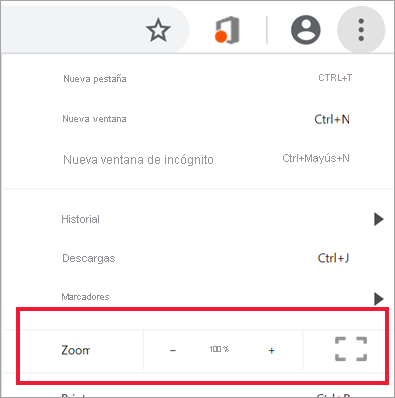 Nueva pestaña CTRL+T
Nueva ventana Ctrl+N
Nueva ventana de incógnito Ctrl+Mayús+N
Historial
Descargas Ctrl+J
Marcadores
Zoom - 100 % +